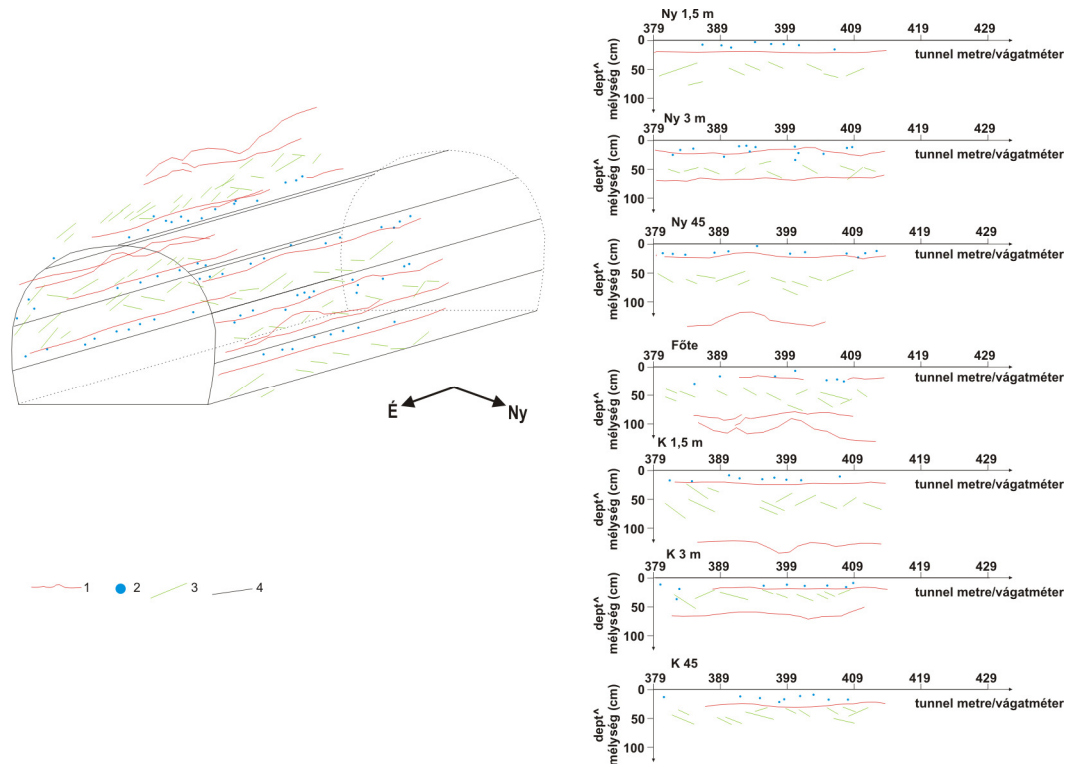 É
Ny
1
2
3
4
Ny 1,5 m
379 389 399 409 419 429
0
50
100
dept^
mélység (cm)
tunnel metre/vágatméter
Ny 3 m
379 389 399 409 419 429
0
50
100
dept^
mélység (cm)
tunnel metre/vágatméter
Ny 45
379 389 399 409 419 429
0
50
100
dept^
mélység (cm)
tunnel metre/vágatméter
Főte
379 389 399 409 419 429
0
50
100
dept^
mélység (cm)
tunnel metre/vágatméter
K 1,5 m
379 389 399 409 419 429
0
50
100
dept^
mélység (cm)
tunnel metre/vágatméter
K 3 m
379 389 399 409 419 429
0
50
100
dept^
mélység (cm)
tunnel metre/vágatméter
K 45
379 389 399 409 419 429
0
50
100
dept^
mélység (cm)
tunnel metre/vágatméter